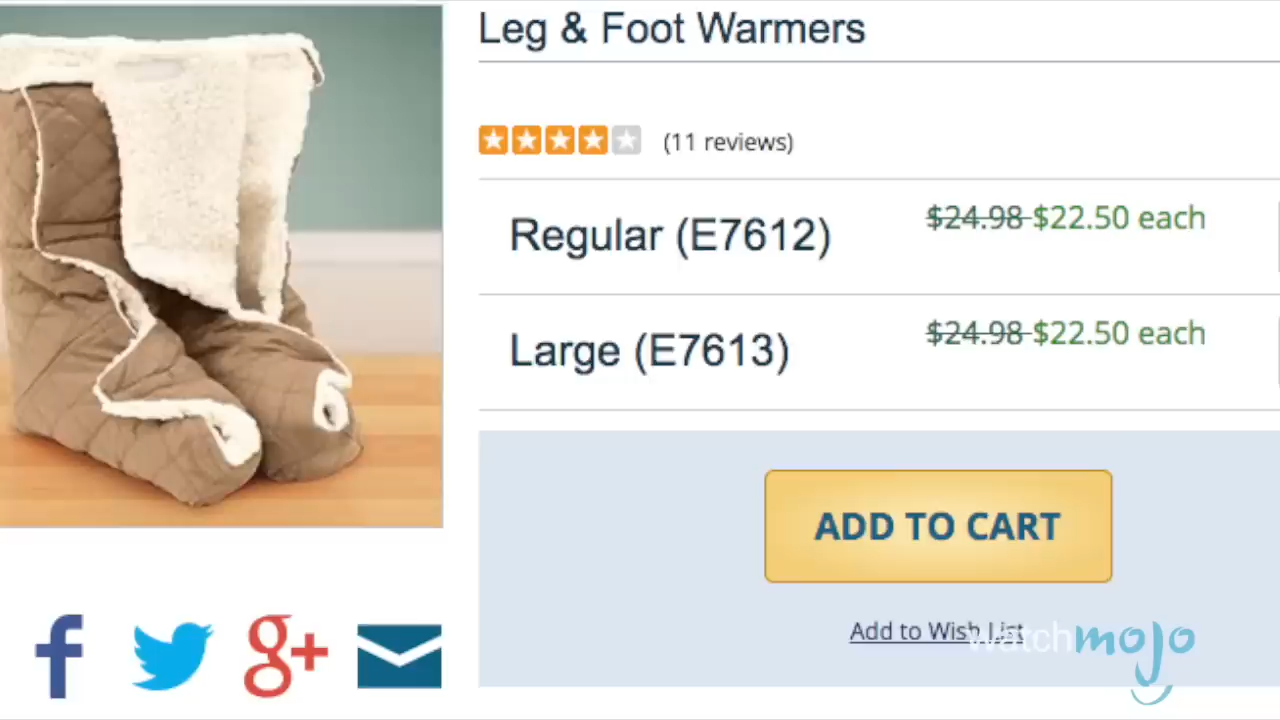 Leg & Foot Warmers
(11 reviews)
Regular (E7612)
$24.98 $22.50 each
Large (E7613)
$24.98 $22.50 each
ADD TO CART
Add to Wish List
watchmojo
f
g+